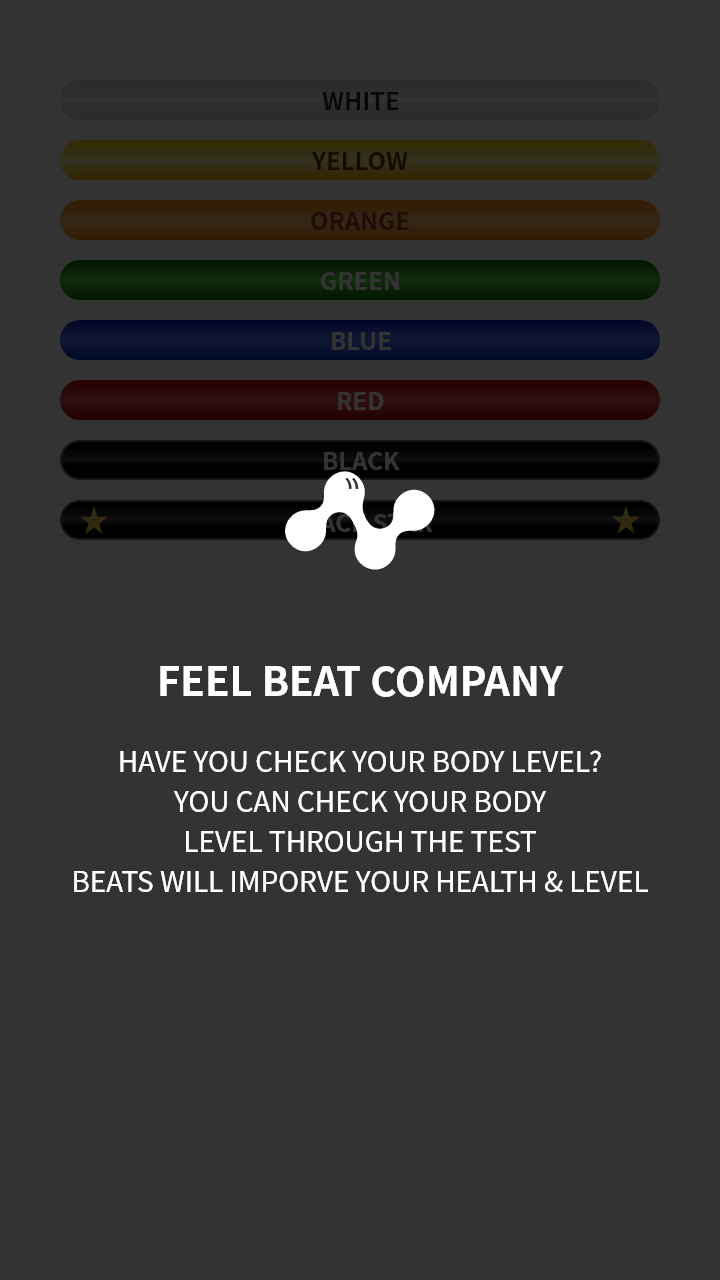 WHITE
YELLOW
ORANGE
GREEN
BLUE
RED
BLACK
FEEL BEAT COMPANY
HAVE YOU CHECK YOUR BODY LEVEL?
YOU CAN CHECK YOUR BODY
LEVEL THROUGH THE TEST
BEATS WILL IMPORVE YOUR HEALTH & LEVEL